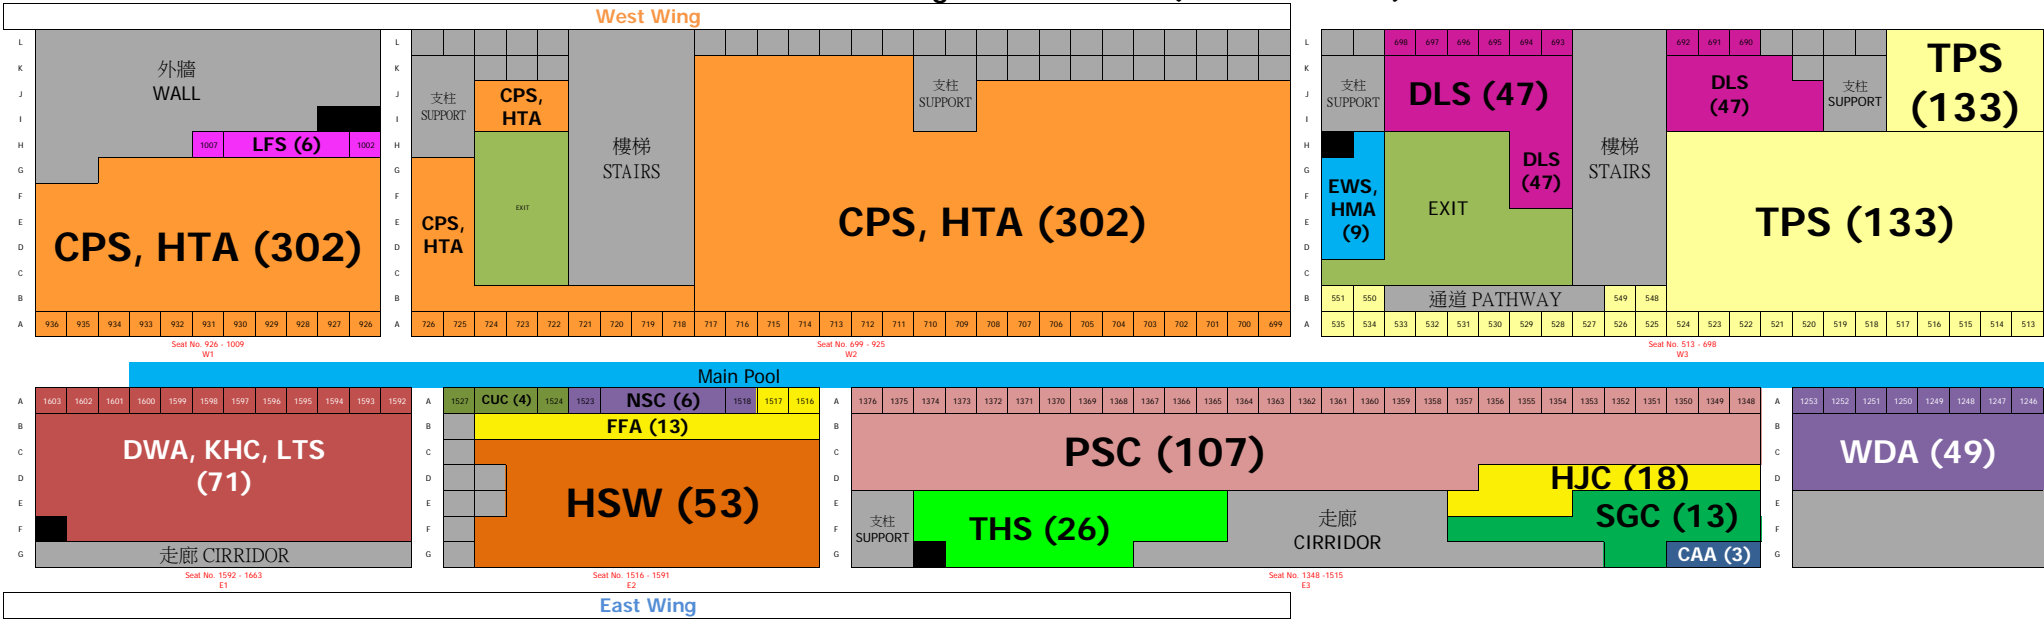 West Wing
L
K
J
I
H
G
F
E
D
C
B
A
外牆
WALL
1007 LFS (6) 1002
CPS, HTA (302)
936 935 934 933 932 931 930 929 928 927 926
Seat No. 926 - 1009
W1
L
K
J
I
H
G
F
E
D
C
B
A
支柱
SUPPORT
CPS,
HTA
CPS,
HTA
EXIT
樓梯
STAIRS
支柱
SUPPORT
CPS, HTA (302)
726 725 724 723 722 721 720 719 718 717 716 715 714 713 712 711 710 709 708 707 706 705 704 703 702 701 700 699
Seat No. 699 - 925
W2
L
K
J
I
H
G
F
E
D
C
B
A
698 697 696 695 694 693
692 691 690
支柱
SUPPORT
DLS (47)
DLS
(47)
EWS,
HMA
(9)
EXIT
樓梯
STAIRS
DLS
(47)
支柱
SUPPORT
TPS
(133)
TPS (133)
551 550 通道 PATHWAY 549 548
535 534 533 532 531 530 529 528 527 526 525 524 523 522 521 520 519 518 517 516 515 514 513
Seat No. 513 - 698
W3
Main Pool
1603 1602 1601 1600 1599 1598 1597 1596 1595 1594 1593 1592
DWA, KHC, LTS
(71)
走廊 CIRRIDOR
A
B
C
D
E
F
G
Seat No. 1592 - 1663
E1
A
B
C
D
E
F
G
1527 CUC (4) 1524 1523 NSC (6) 1518 1517 1516
FFA (13)
HSW (53)
Seat No. 1516 - 1591
E2
A
B
C
D
E
F
G
1376 1375 1374 1373 1372 1371 1370 1369 1368 1367 1366 1365 1364 1363 1362 1361 1360 1359 1358 1357 1356 1355 1354 1353 1352 1351 1350 1349 1348
PSC (107)
HJC (18)
支柱
SUPPORT
THS (26)
走廊
CIRRIDOR
SGC (13)
CAA (3)
Seat No. 1348 -1515
E3
A
B
C
D
E
F
G
1253 1252 1251 1250 1249 1248 1247 1246
WDA (49)
East Wing